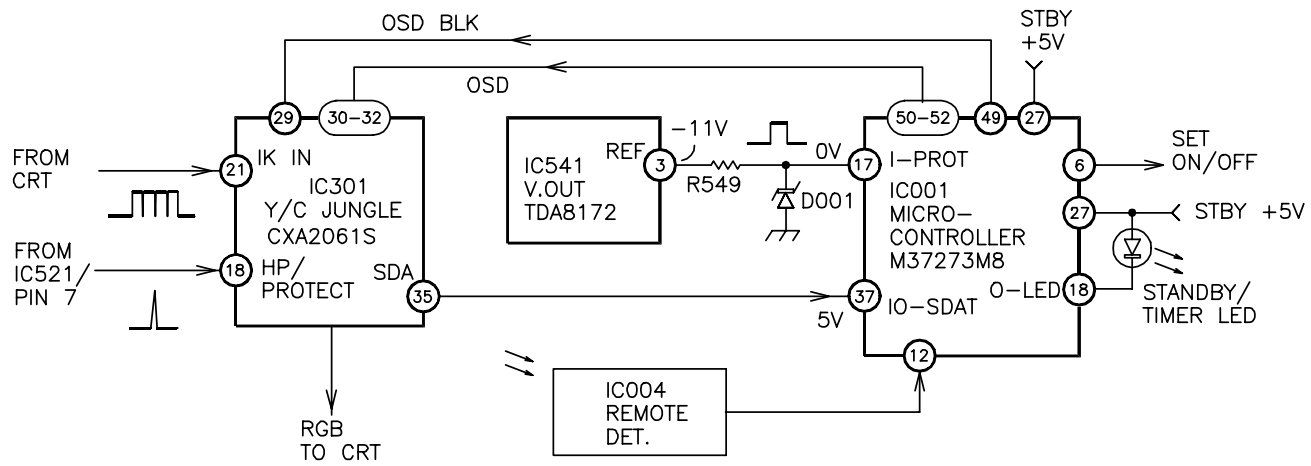 OSD BLK
OSD
STBY
+5V
29
30-32
50-52
49
27
FROM
CRT
21
IK IN
IC301
Y/C JUNGLE
CXA2061S
FROM
IC521/
PIN 7
18
HP/
PROTECT
SDA
35
RGB
TO CRT
IC541
V.OUT
TDA8172
REF
3
-11V
R549
D001
0V
17
I-PROT
IC001
MICRO-
CONTROLLER
M37273M8
6
SET
ON/OFF
27
STBY +5V
O-LED
18
STANDBY/
TIMER LED
37
IO-SDAT
5V
12
IC004
REMOTE
DET.